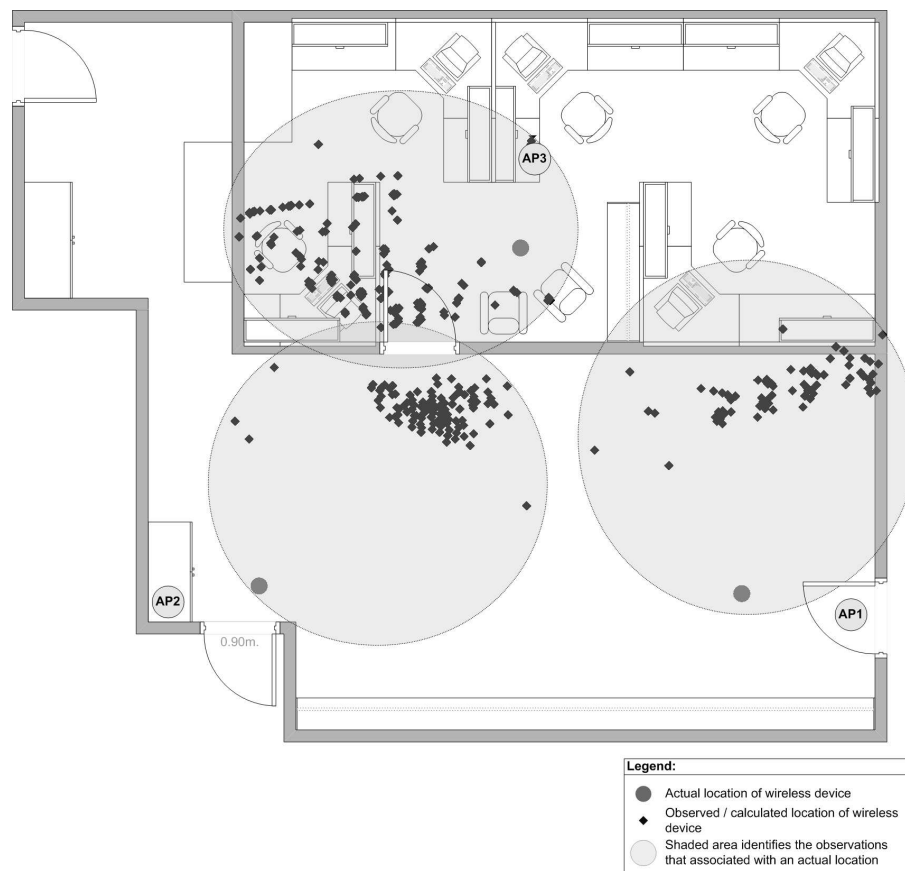 AP3
AP2
AP1
0.90m.
Legend:
Actual location of wireless device
Observed / calculated location of wireless
device
Shaded area identifies the observations
that associated with an actual location